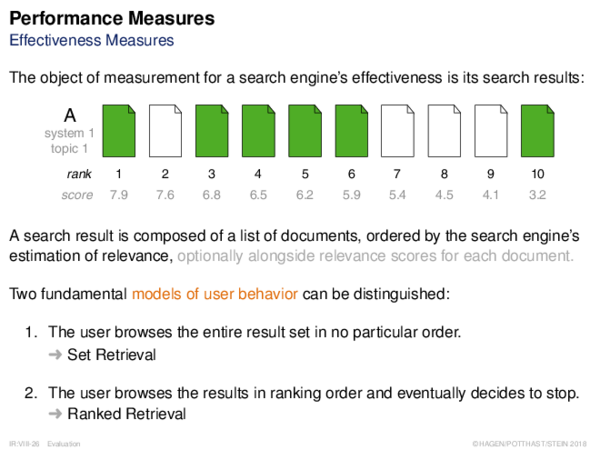 Performance Measures
Effectiveness Measures
The object of measurement for a search engine's effectiveness is its search results:
A
system 1
topic 1
rank 1 2 3 4 5 6 7 8 9 10
score 7.9 7.6 6.8 6.5 6.2 5.9 5.4 4.5 4.1 3.2
A search result is composed of a list of documents, ordered by the search engine's
estimation of relevance, optionally alongside relevance scores for each document.
Two fundamental models of user behavior can be distinguished:
1. The user browses the entire result set in no particular order.
➜ Set Retrieval
2. The user browses the results in ranking order and eventually decides to stop.
➜ Ranked Retrieval
IR:VIII-26 Evaluation ©HAGEN/POTTHAST/STEIN 2018